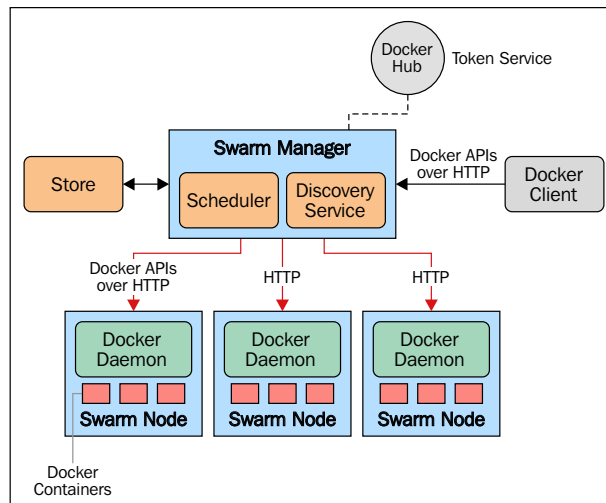 Docker
Hub
Token Service
Swarm Manager
Docker APIs
over HTTP
Store
Scheduler
Discovery
Service
Docker
Client
Docker APIs
over HTTP
HTTP
HTTP
Docker
Daemon
Docker
Daemon
Docker
Daemon
Swarm Node
Swarm Node
Swarm Node
Docker
Containers